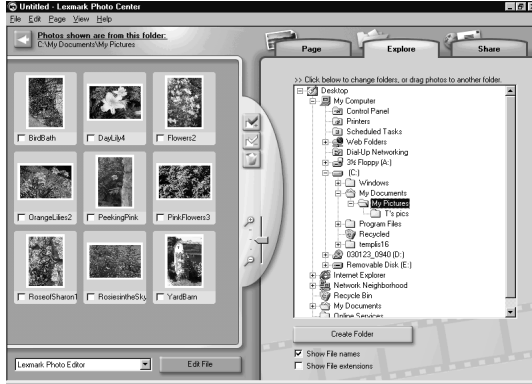 Untitled - Lexmark Photo Center
File Edit Page View Help
Photos shown are from this folder:
C:\My Documents\My Pictures
Page
Explore
Share
BirdBath
DayLily4
Flowers2
OrangeLilies2
PeekingPink
PinkFlowers3
RoseofSharon1
RosiesintheSky
YardBarn
Lexmark Photo Editor
Edit File
>> Click below to change folders, or drag photos to another folder.
Desktop
My Computer
Control Panel
Printers
Scheduled Tasks
Web Folders
Dial-Up Networking
3½ Floppy (A:)
(C:)
Windows
My Documents
My Pictures
T's pics
Program Files
Recycled
templis16
030123_0940 (D:)
Removable Disk (E:)
Internet Explorer
Network Neighborhood
Recycle Bin
My Documents
Online Services
Create Folder
Show File names
Show File extensions